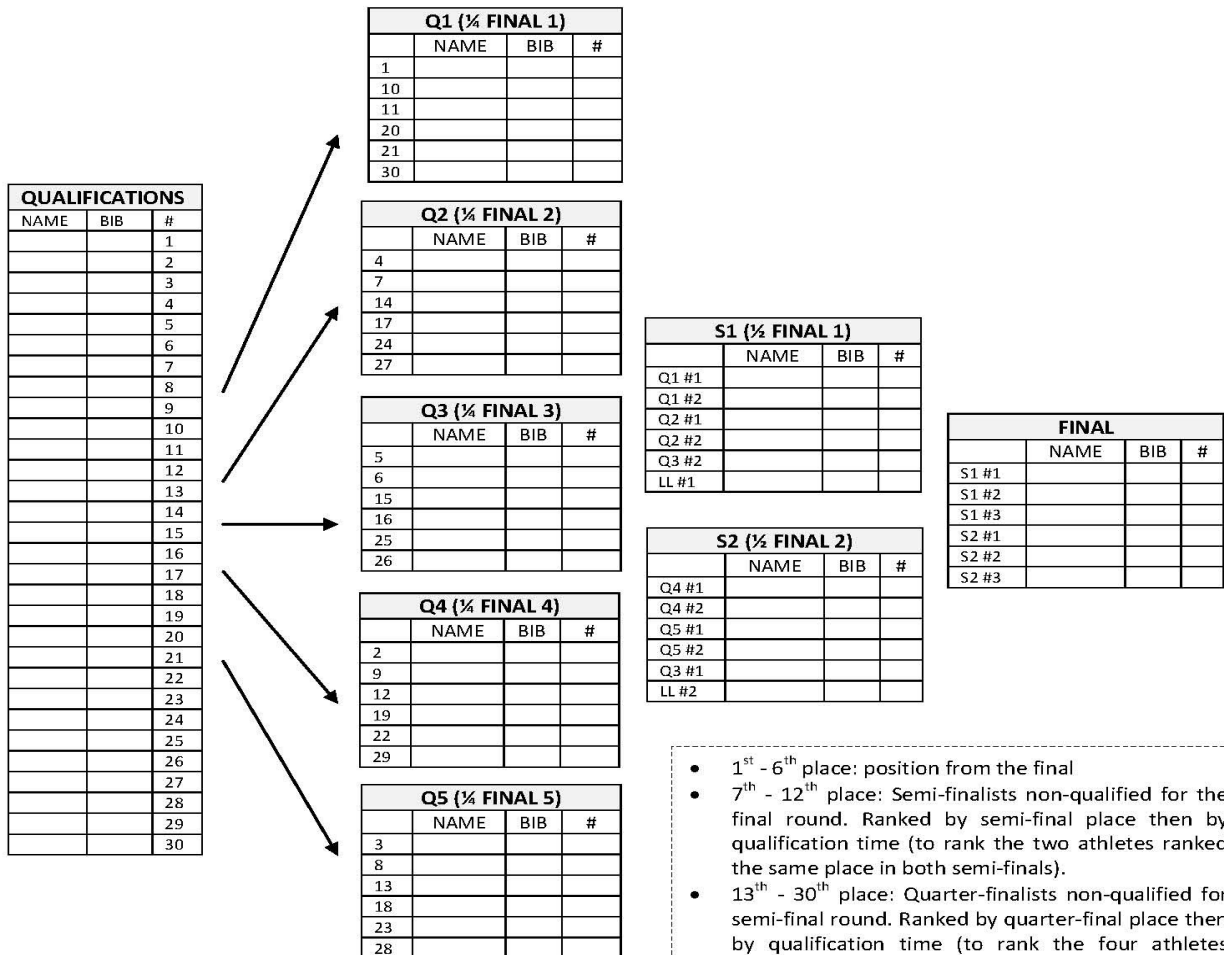 QUALIFICATIONS
NAME BIB #
1
2
3
4
5
6
7
8
9
10
11
12
13
14
15
16
17
18
19
20
21
22
23
24
25
26
27
28
29
30
Q1 (¼ FINAL 1)
NAME BIB #
1
10
11
20
21
30
Q2 (¼ FINAL 2)
NAME BIB #
4
7
14
17
24
27
Q3 (¼ FINAL 3)
NAME BIB #
5
6
15
16
25
26
Q4 (¼ FINAL 4)
NAME BIB #
2
9
12
19
22
29
Q5 (¼ FINAL 5)
NAME BIB #
3
8
13
18
23
28
S1 (½ FINAL 1)
NAME BIB #
Q1 #1
Q1 #2
Q2 #1
Q2 #2
Q3 #2
LL #1
S2 (½ FINAL 2)
NAME BIB #
Q4 #1
Q4 #2
Q5 #1
Q5 #2
Q3 #1
LL #2
FINAL
NAME BIB #
S1 #1
S1 #2
S1 #3
S2 #1
S2 #2
S2 #3
• 1st - 6th place: position from the final
• 7th - 12th place: Semi-finalists non-qualified for the
final round. Ranked by semi-final place then by
qualification time (to rank the two athletes ranked
the same place in both semi-finals).
• 13th - 30th place: Quarter-finalists non-qualified for
semi-final round. Ranked by quarter-final place then
by qualification time (to rank the four athletes